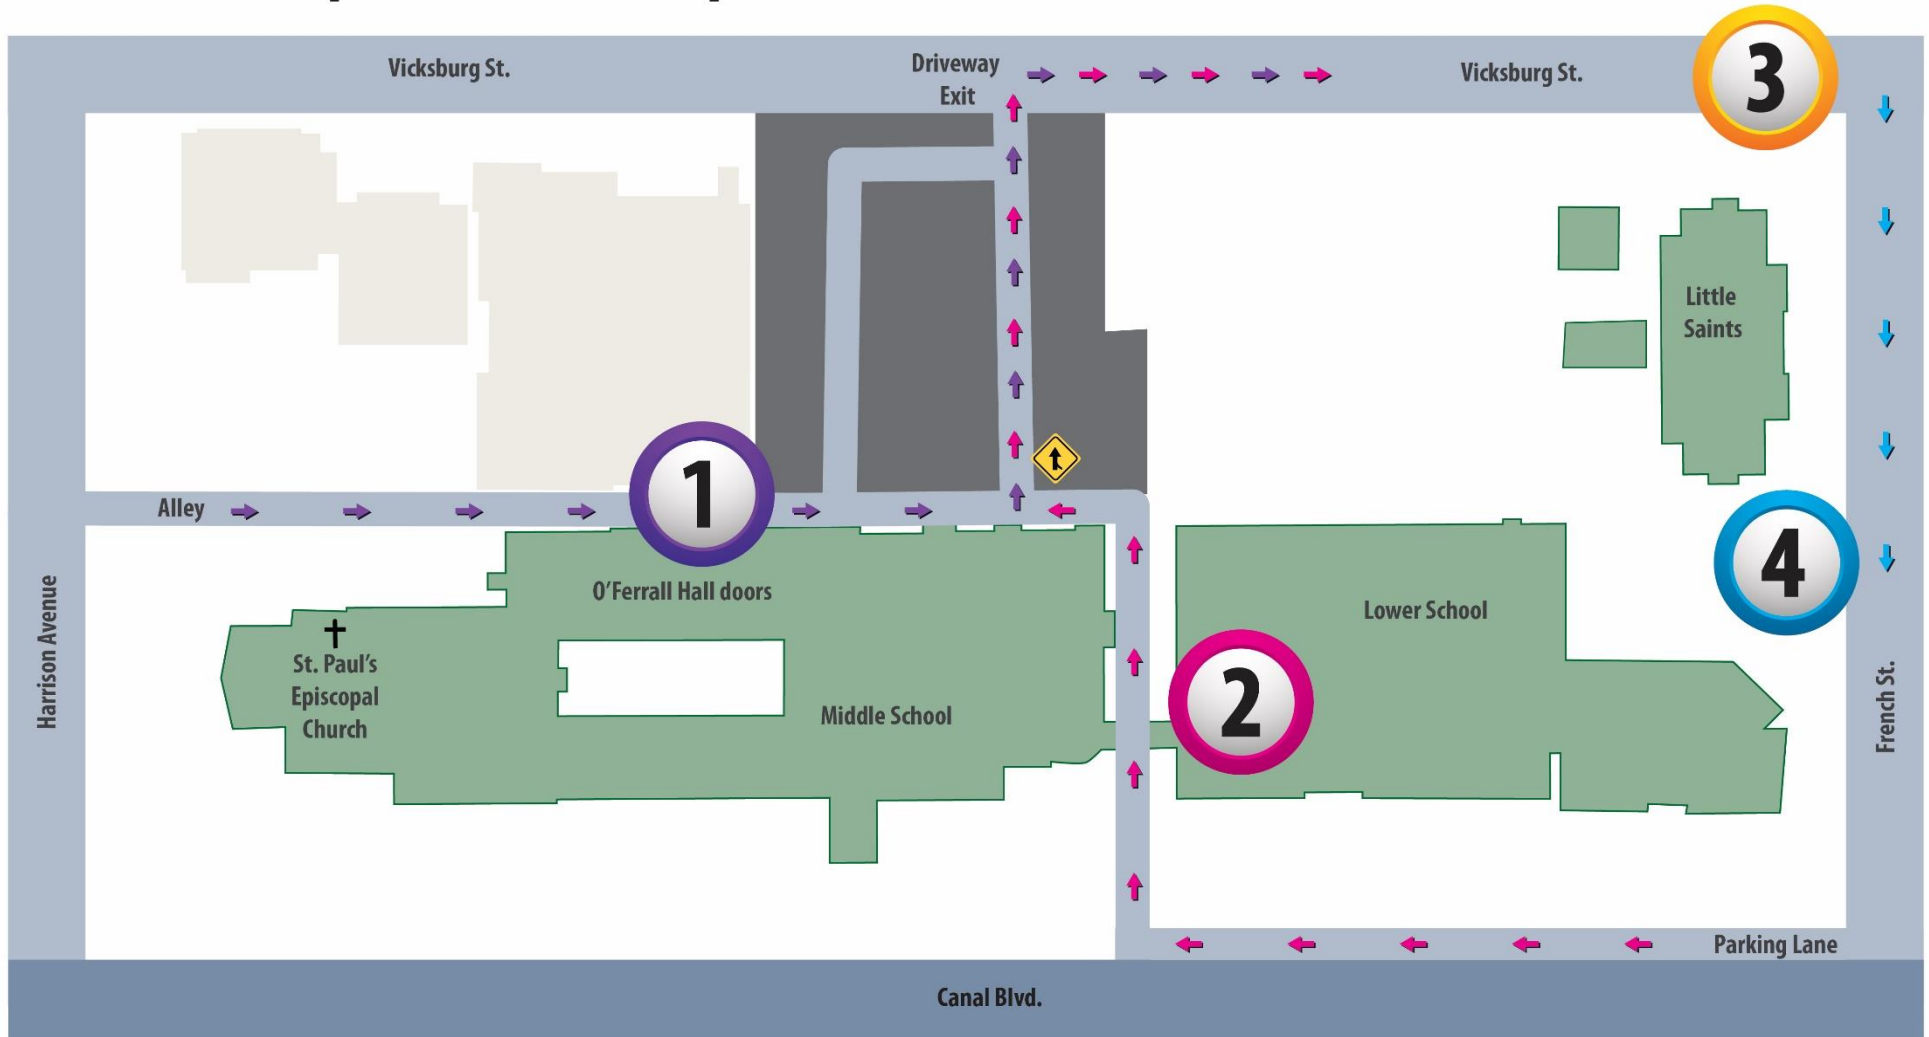 Vicksburg St.
Driveway
Exit
Vicksburg St.
3
Little
Saints
1
Alley
4
O'Ferrall Hall doors
Lower School
Harrison Avenue
St. Paul's
Episcopal
Church
Middle School
2
French St.
Parking Lane
Canal Blvd.